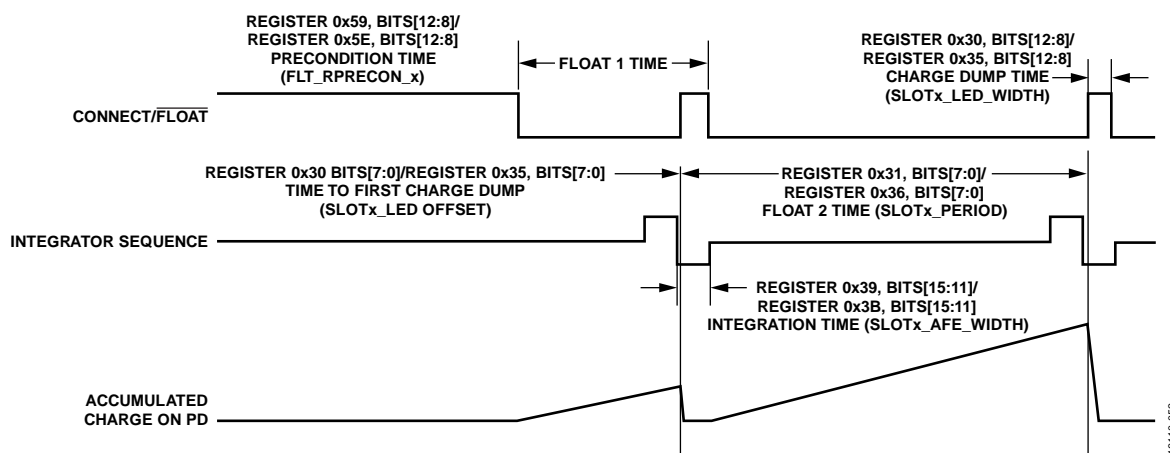 REGISTER 0x59, BITS[12:8]/
REGISTER 0x5E, BITS[12:8]
PRECONDITION TIME
(FLT_RPRECON_x)
FLOAT 1 TIME
REGISTER 0x30, BITS[12:8]/
REGISTER 0x35, BITS[12:8]
CHARGE DUMP TIME
(SLOTx_LED_WIDTH)
CONNECT/FLOAT
REGISTER 0x30 BITS[7:0]/REGISTER 0x35, BITS[7:0]
TIME TO FIRST CHARGE DUMP
(SLOTx_LED OFFSET)
REGISTER 0x31, BITS[7:0]/
REGISTER 0x36, BITS[7:0]
FLOAT 2 TIME (SLOTx_PERIOD)
INTEGRATOR SEQUENCE
REGISTER 0x39, BITS[15:11]/
REGISTER 0x3B, BITS[15:11]
INTEGRATION TIME (SLOTx_AFE_WIDTH)
ACCUMULATED
CHARGE ON PD